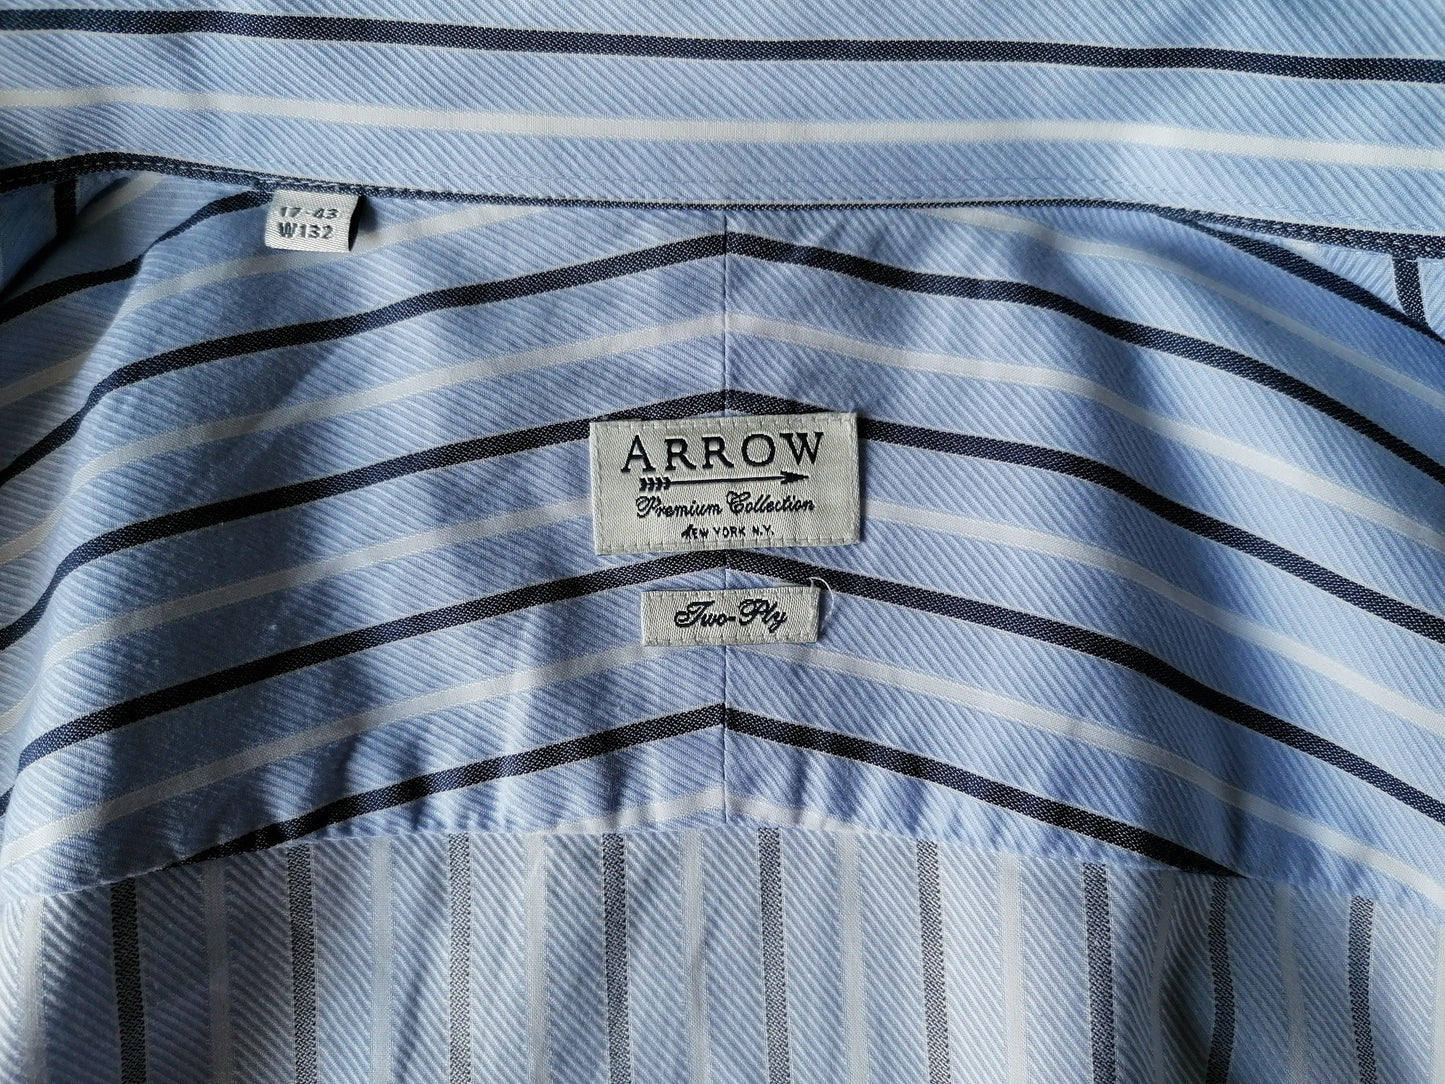 17-43
W132
ARROW
Premium Collection
NEW YORK N.Y.
Two-Ply